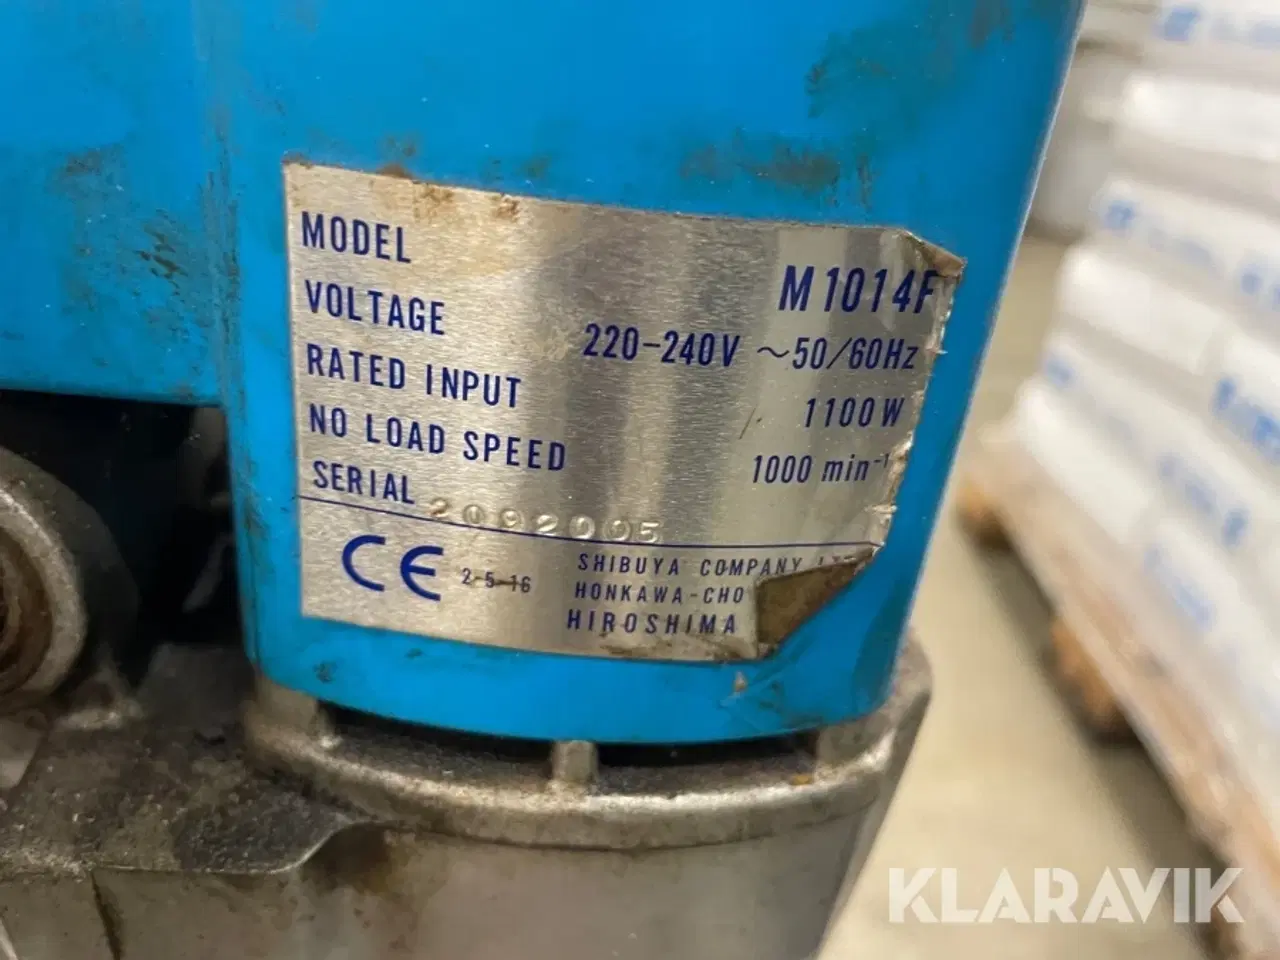 MODEL M1014F
VOLTAGE 220-240V ~50/60Hz
RATED INPUT 1100W
NO LOAD SPEED 1000 min⁻¹
SERIAL 2092005
CE 2-5-16 SHIBUYA COMPANY
HONKAWA-CHO
HIROSHIMA
KLARAVIK